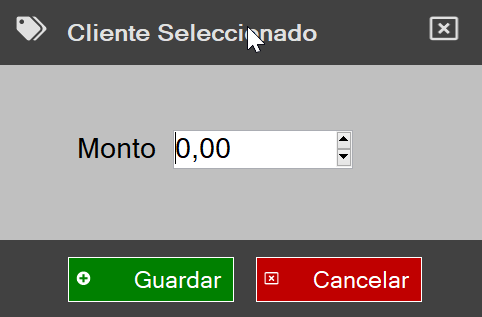 Cliente Seleccionado
Monto 0,00
Guardar Cancelar